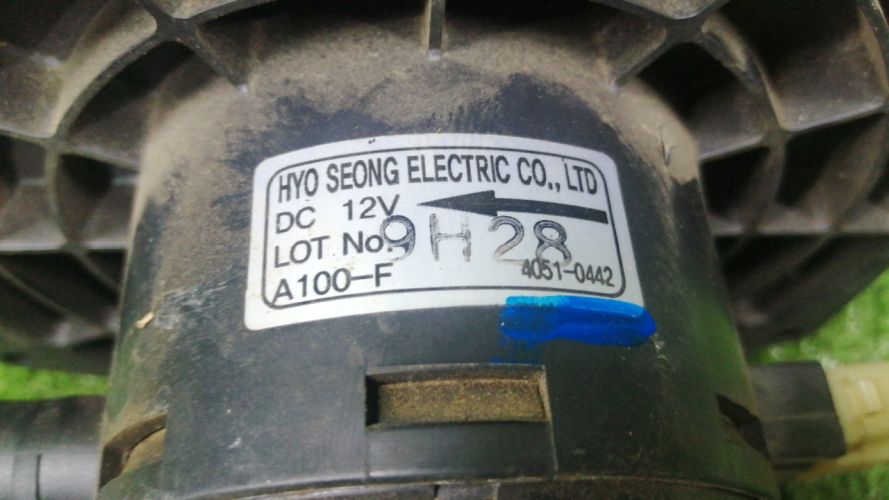 HYO SEONG ELECTRIC CO., LTD
DC 12V
LOT No. 9H28
A100-F 4051-0442